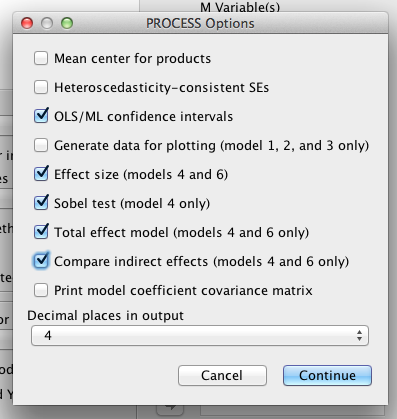 M Variable(s)
PROCESS Options
Mean center for products
Heteroscedasticity-consistent SEs
OLS/ML confidence intervals
Generate data for plotting (model 1, 2, and 3 only)
Effect size (models 4 and 6)
Sobel test (model 4 only)
Total effect model (models 4 and 6 only)
Compare indirect effects (models 4 and 6 only)
Print model coefficient covariance matrix
Decimal places in output
4
Cancel
Continue